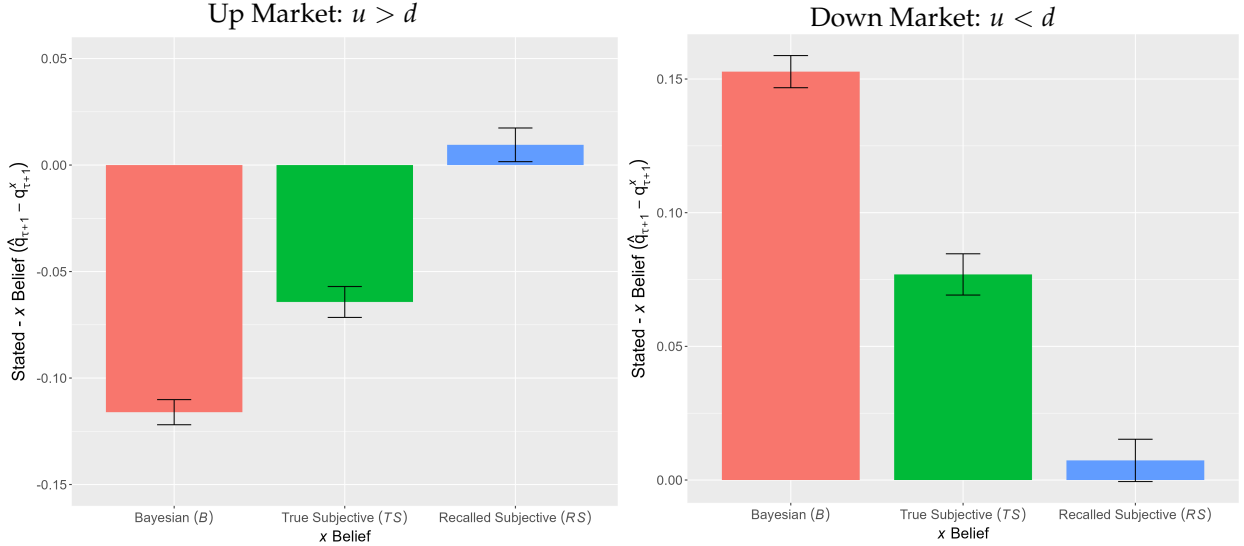 Up Market: u > d
0.05
0.00
-0.05
-0.10
-0.15
Stated - x Belief (q̂τ+1 − qˣτ+1)
Bayesian (B)
True Subjective (TS)
Recalled Subjective (RS)
x Belief
Down Market: u < d
0.15
0.10
0.05
0.00
Stated - x Belief (q̂τ+1 − qˣτ+1)
Bayesian (B)
True Subjective (TS)
Recalled Subjective (RS)
x Belief